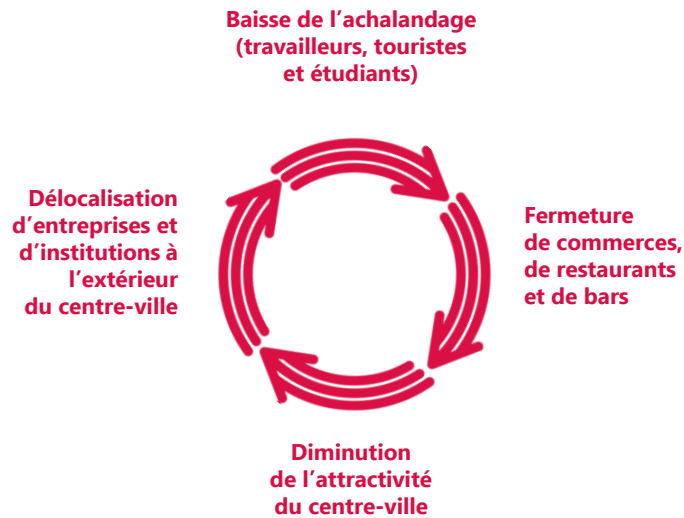 Baisse de l’achalandage
(travailleurs, touristes
et étudiants)
Fermeture
de commerces,
de restaurants
et de bars
Diminution
de l’attractivité
du centre-ville
Délocalisation
d’entreprises et
d’institutions à
l’extérieur
du centre-ville